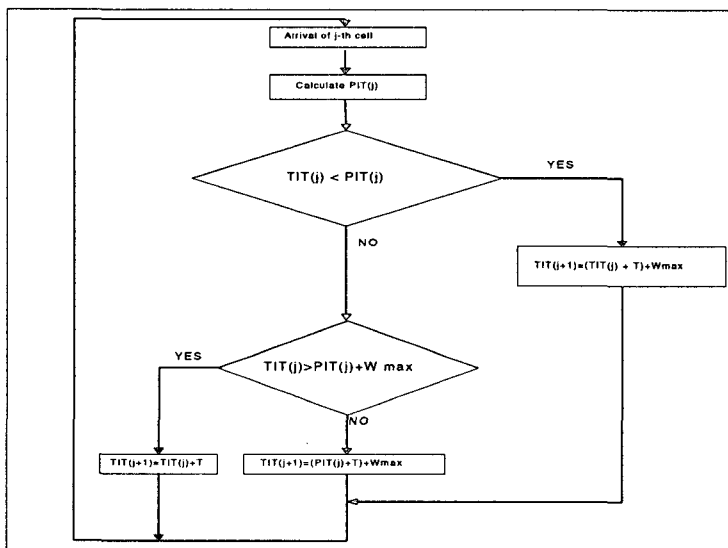 Arrival of j-th cell
Calculate PIT(j)
TIT(j) < PIT(j)
YES
NO
TIT(j+1)=(TIT(j) + T)+Wmax
TIT(j)>PIT(j)+W max
YES
NO
TIT(j+1)=TIT(j)+T
TIT(j+1)=(PIT(j)+T)+Wmax